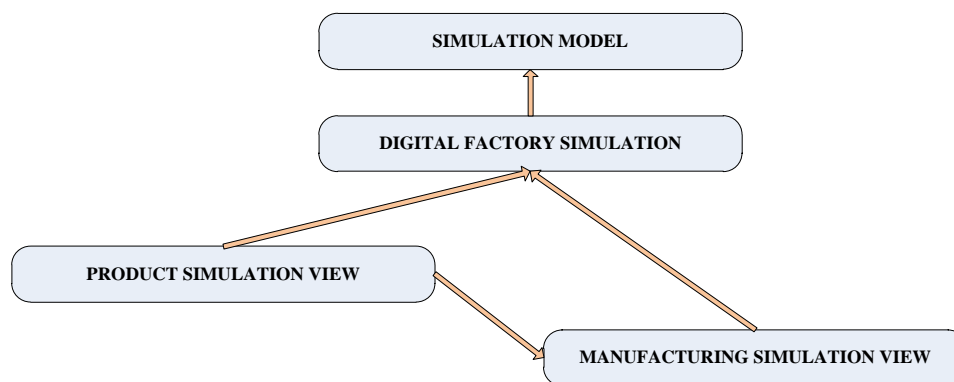 SIMULATION MODEL
DIGITAL FACTORY SIMULATION
PRODUCT SIMULATION VIEW
MANUFACTURING SIMULATION VIEW